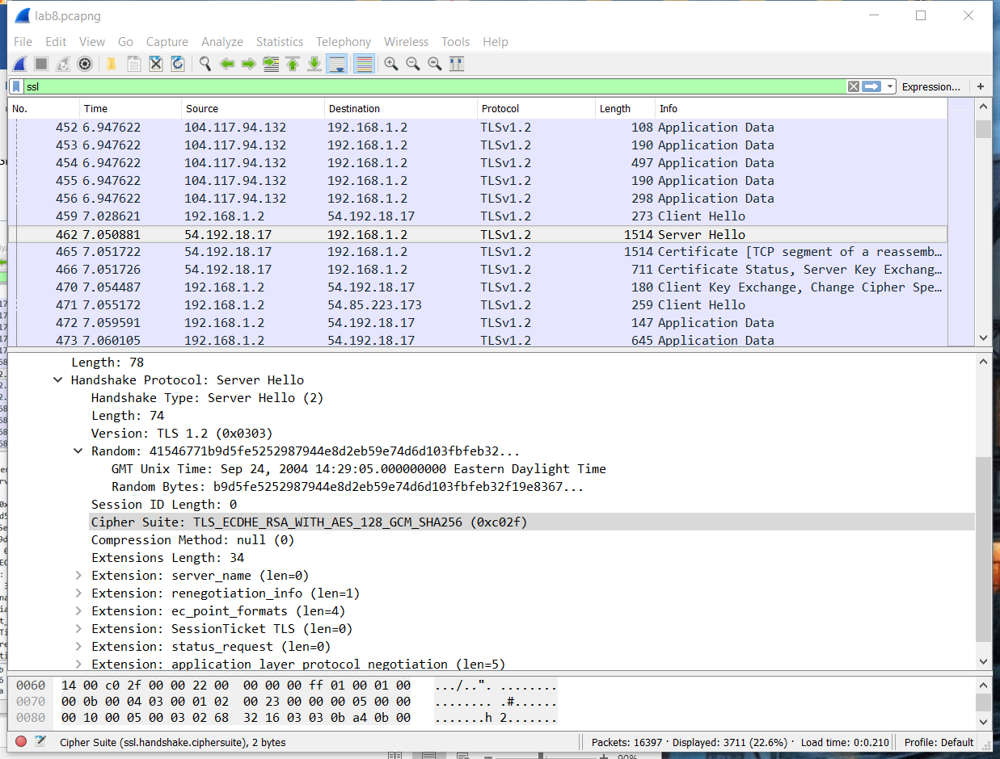 lab8.pcapng
File Edit View Go Capture Analyze Statistics Telephony Wireless Tools Help
ssl Expression... +
No. Time Source Destination Protocol Length Info
452 6.947622 104.117.94.132 192.168.1.2 TLSv1.2 108 Application Data
453 6.947622 104.117.94.132 192.168.1.2 TLSv1.2 190 Application Data
454 6.947622 104.117.94.132 192.168.1.2 TLSv1.2 497 Application Data
455 6.947622 104.117.94.132 192.168.1.2 TLSv1.2 190 Application Data
456 6.947622 104.117.94.132 192.168.1.2 TLSv1.2 298 Application Data
459 7.028621 192.168.1.2 54.192.18.17 TLSv1.2 273 Client Hello
462 7.050881 54.192.18.17 192.168.1.2 TLSv1.2 1514 Server Hello
465 7.051722 54.192.18.17 192.168.1.2 TLSv1.2 1514 Certificate [TCP segment of a reassemb...
466 7.051726 54.192.18.17 192.168.1.2 TLSv1.2 711 Certificate Status, Server Key Exchang...
470 7.054487 192.168.1.2 54.192.18.17 TLSv1.2 180 Client Key Exchange, Change Cipher Spe...
471 7.055172 192.168.1.2 54.85.223.173 TLSv1.2 259 Client Hello
472 7.059591 192.168.1.2 54.192.18.17 TLSv1.2 147 Application Data
473 7.060105 192.168.1.2 54.192.18.17 TLSv1.2 645 Application Data
Length: 78
Handshake Protocol: Server Hello
Handshake Type: Server Hello (2)
Length: 74
Version: TLS 1.2 (0x0303)
Random: 41546771b9d5fe5252987944e8d2eb59e74d6d103fbfeb32...
GMT Unix Time: Sep 24, 2004 14:29:05.000000000 Eastern Daylight Time
Random Bytes: b9d5fe5252987944e8d2eb59e74d6d103fbfeb32f19e8367...
Session ID Length: 0
Cipher Suite: TLS_ECDHE_RSA_WITH_AES_128_GCM_SHA256 (0xc02f)
Compression Method: null (0)
Extensions Length: 34
Extension: server_name (len=0)
Extension: renegotiation_info (len=1)
Extension: ec_point_formats (len=4)
Extension: SessionTicket TLS (len=0)
Extension: status_request (len=0)
Extension: application_layer_protocol_negotiation (len=5)
0060 14 00 c0 2f 00 00 22 00 00 00 00 ff 01 00 01 00 .../..". ........
0070 00 0b 00 04 03 00 01 02 00 23 00 00 00 05 00 00 ........ .#......
0080 00 10 00 05 00 03 02 68 32 16 03 03 0b a4 0b 00 .......h 2.......
Cipher Suite (ssl.handshake.ciphersuite), 2 bytes Packets: 16397 · Displayed: 3711 (22.6%) · Load time: 0:0.210 Profile: Default
90%